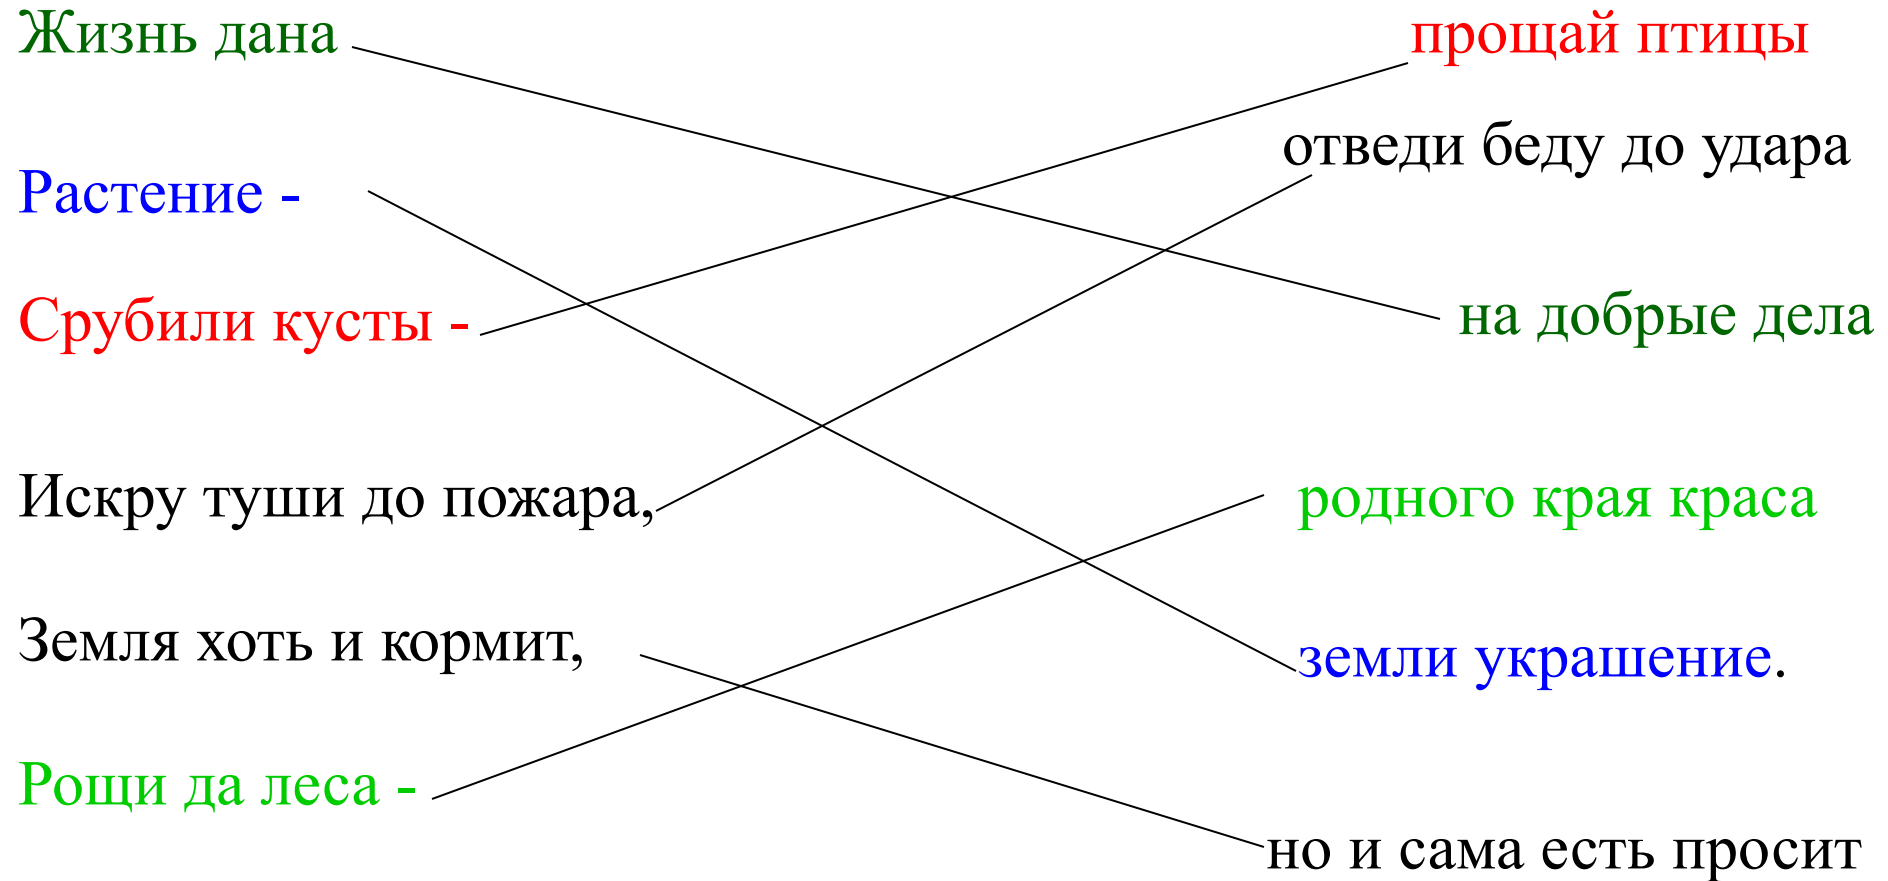 Жизнь дана
прощай птицы
отведи беду до удара
Растение -
Срубили кусты -
на добрые дела
Искру туши до пожара,
родного края краса
Земля хоть и кормит,
земли украшение.
Рощи да леса -
но и сама есть просит